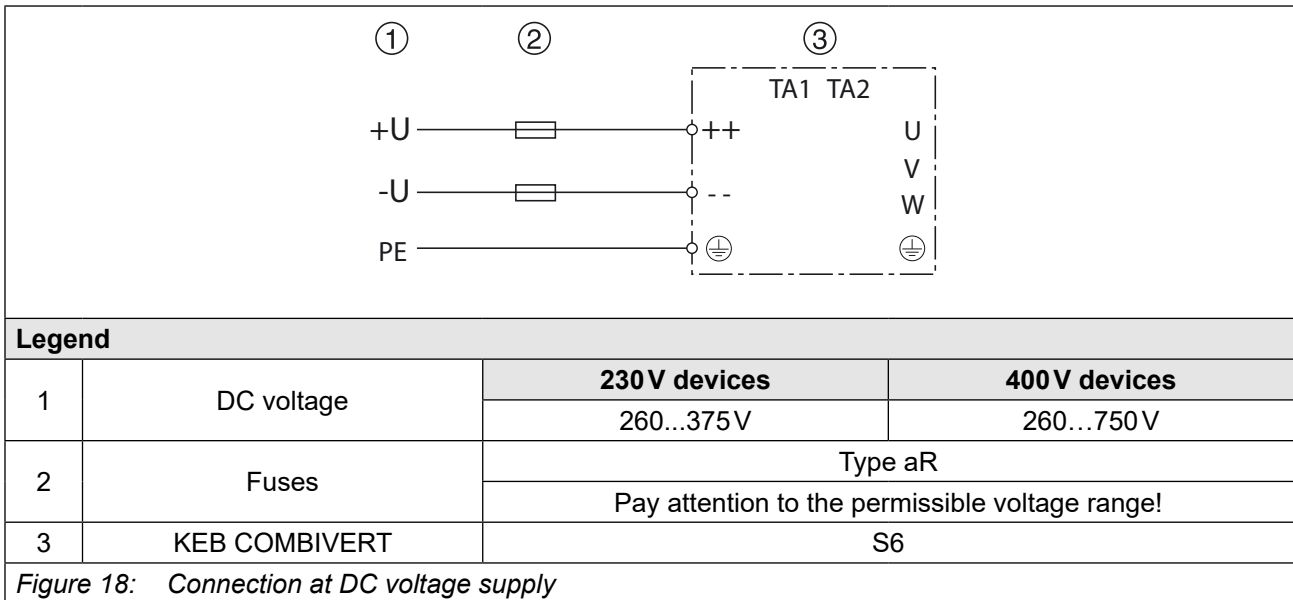 ① ② ③
TA1 TA2
+U ++ U
V
-U -- W
PE
Legend
1 DC voltage 230 V devices 400 V devices
260...375 V 260…750 V
2 Fuses Type aR
Pay attention to the permissible voltage range!
3 KEB COMBIVERT S6
Figure 18: Connection at DC voltage supply